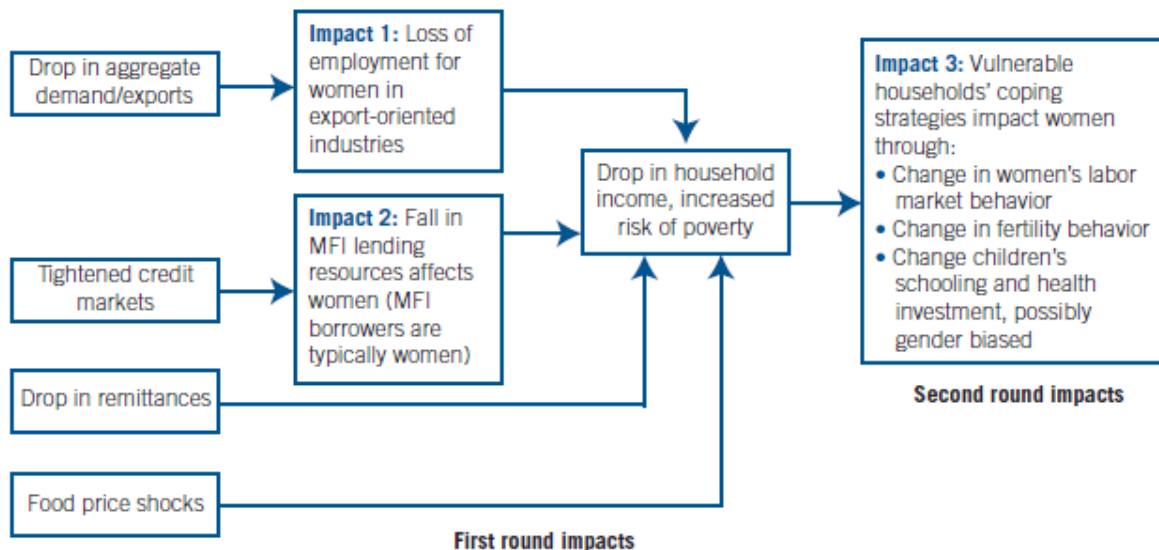 Drop in aggregate
demand/exports
Impact 1: Loss of
employment for
women in
export-oriented
industries
Tightened credit
markets
Impact 2: Fall in
MFI lending
resources affects
women (MFI
borrowers are
typically women)
Drop in remittances
Food price shocks
Drop in household
income, increased
risk of poverty
First round impacts
Impact 3: Vulnerable
households’ coping
strategies impact women
through:
• Change in women’s labor
market behavior
• Change in fertility behavior
• Change children’s
schooling and health
investment, possibly
gender biased
Second round impacts